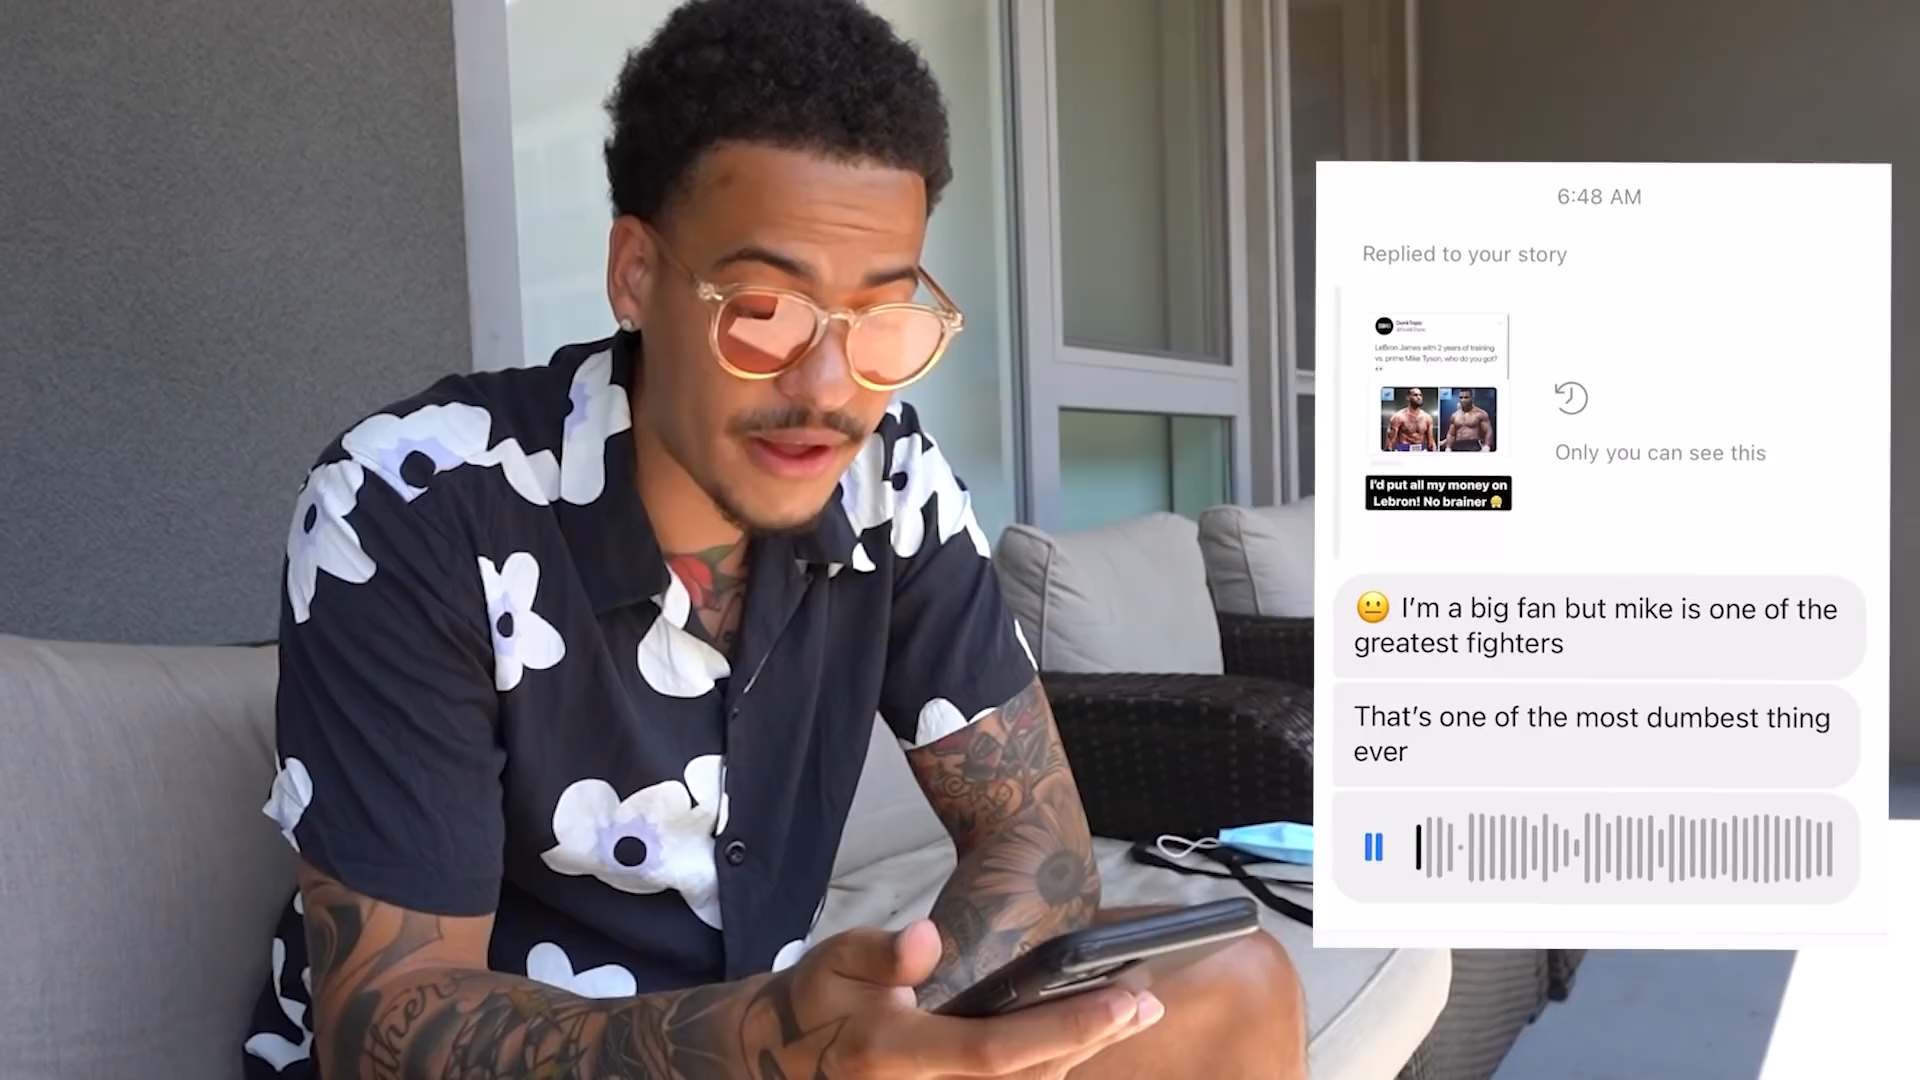 6:48 AM
Replied to your story
LeBron James with 2 years of training
vs. prime Mike Tyson, who do you got?
Only you can see this
I'd put all my money on
Lebron! No brainer 😤
😐 I'm a big fan but mike is one of the
greatest fighters
That's one of the most dumbest thing
ever